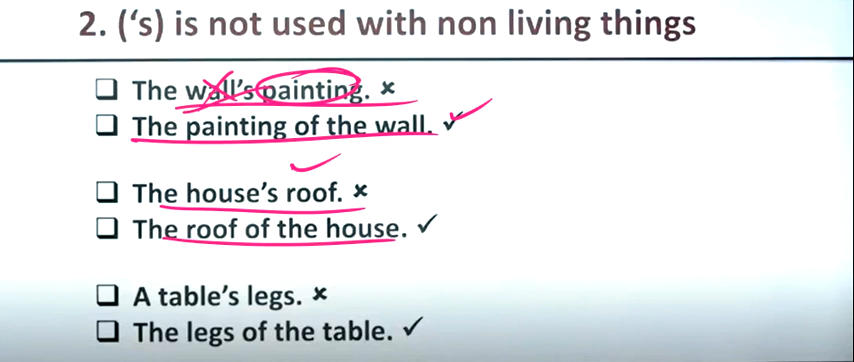 2. (‘s) is not used with non living things
❑ The wall’s painting. ×
❑ The painting of the wall. ✓
❑ The house’s roof. ×
❑ The roof of the house. ✓
❑ A table’s legs. ×
❑ The legs of the table. ✓